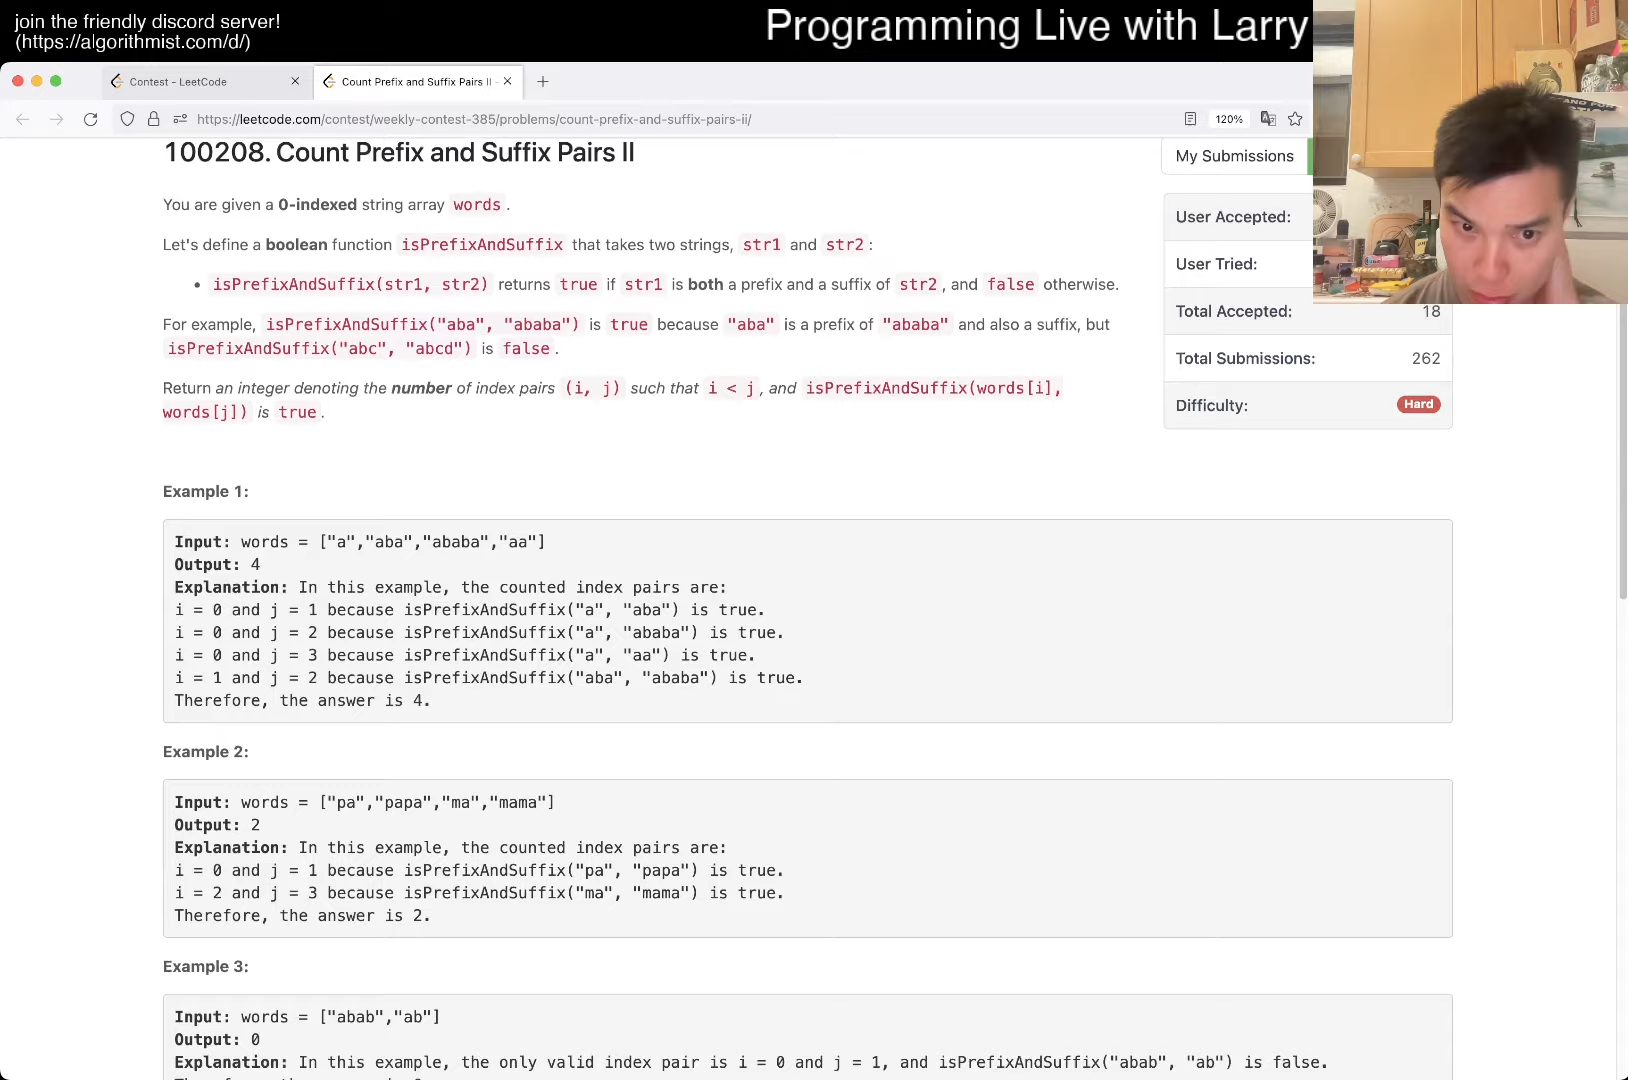 join the friendly discord server!
(https://algorithmist.com/d/)
Programming Live with Larry
Contest - LeetCode
Count Prefix and Suffix Pairs II -
https://leetcode.com/contest/weekly-contest-385/problems/count-prefix-and-suffix-pairs-ii/
120%
100208. Count Prefix and Suffix Pairs II
My Submissions
You are given a 0-indexed string array words .
Let's define a boolean function isPrefixAndSuffix that takes two strings, str1 and str2 :
• isPrefixAndSuffix(str1, str2) returns true if str1 is both a prefix and a suffix of str2 , and false otherwise.
For example, isPrefixAndSuffix("aba", "ababa") is true because "aba" is a prefix of "ababa" and also a suffix, but
isPrefixAndSuffix("abc", "abcd") is false .
Return an integer denoting the number of index pairs (i, j) such that i < j , and isPrefixAndSuffix(words[i],
words[j]) is true .
User Accepted:
User Tried:
Total Accepted: 18
Total Submissions: 262
Difficulty: Hard
Example 1:
Input: words = ["a","aba","ababa","aa"]
Output: 4
Explanation: In this example, the counted index pairs are:
i = 0 and j = 1 because isPrefixAndSuffix("a", "aba") is true.
i = 0 and j = 2 because isPrefixAndSuffix("a", "ababa") is true.
i = 0 and j = 3 because isPrefixAndSuffix("a", "aa") is true.
i = 1 and j = 2 because isPrefixAndSuffix("aba", "ababa") is true.
Therefore, the answer is 4.
Example 2:
Input: words = ["pa","papa","ma","mama"]
Output: 2
Explanation: In this example, the counted index pairs are:
i = 0 and j = 1 because isPrefixAndSuffix("pa", "papa") is true.
i = 2 and j = 3 because isPrefixAndSuffix("ma", "mama") is true.
Therefore, the answer is 2.
Example 3:
Input: words = ["abab","ab"]
Output: 0
Explanation: In this example, the only valid index pair is i = 0 and j = 1, and isPrefixAndSuffix("abab", "ab") is false.